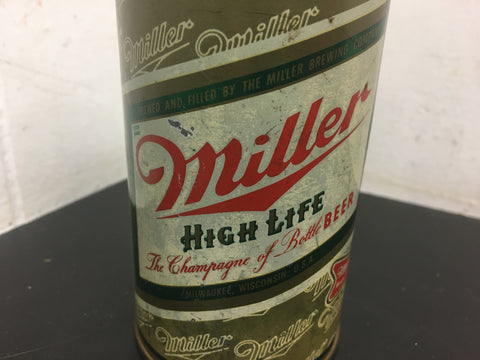 Miller Miller
BREWED AND FILLED BY THE MILLER BREWING COMPANY
Miller
HIGH LIFE
The Champagne of Bottle BEER
MILWAUKEE, WISCONSIN, U.S.A.
Miller Miller